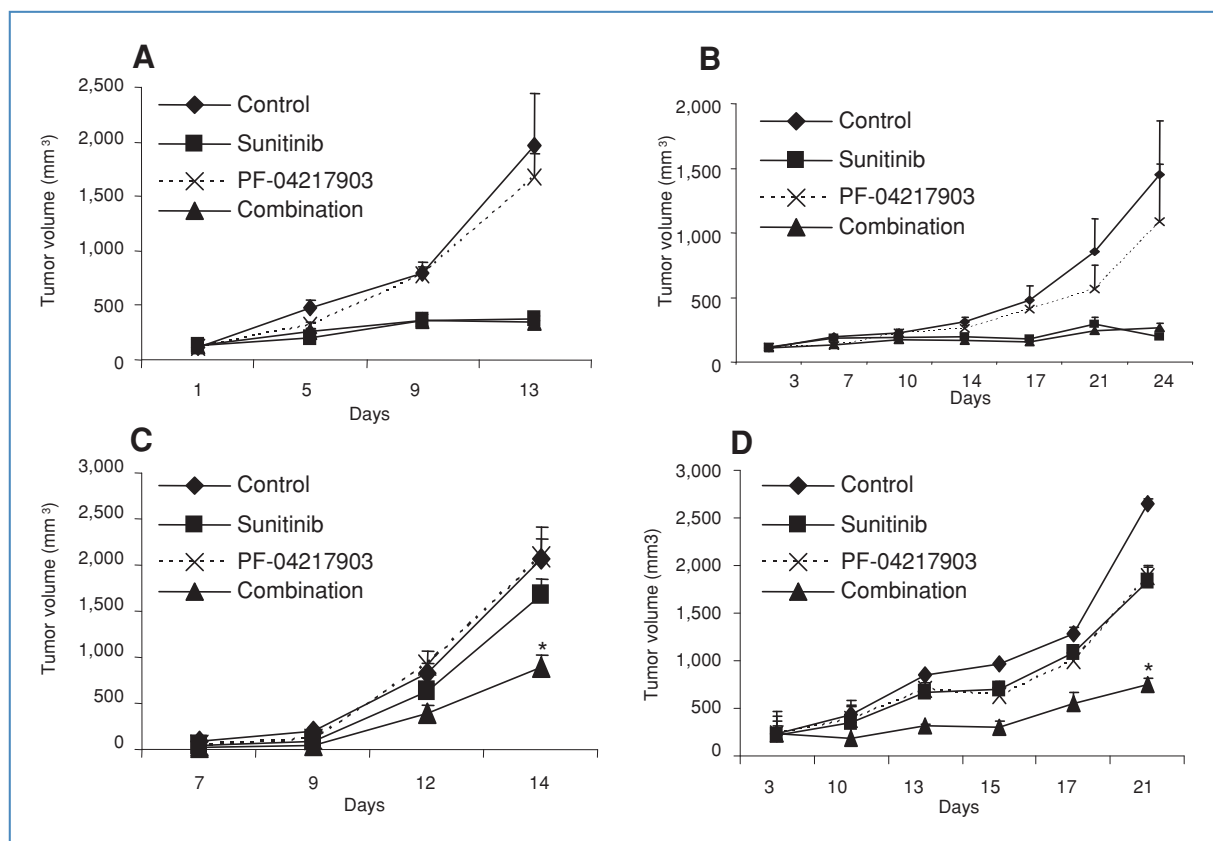 A
Tumor volume (mm³)
2,500
2,000
1,500
1,000
500
0
Control
Sunitinib
PF-04217903
Combination
1 5 9 13
Days
B
Tumor volume (mm³)
2,000
1,500
1,000
500
0
Control
Sunitinib
PF-04217903
Combination
3 7 10 14 17 21 24
Days
C
Tumor volume (mm³)
3,000
2,500
2,000
1,500
1,000
500
0
Control
Sunitinib
PF-04217903
Combination
*
7 9 12 14
Days
D
Tumor volume (mm3)
3,000
2,500
2,000
1,500
1,000
500
0
Control
Sunitinib
PF-04217903
Combination
*
3 10 13 15 17 21
Days